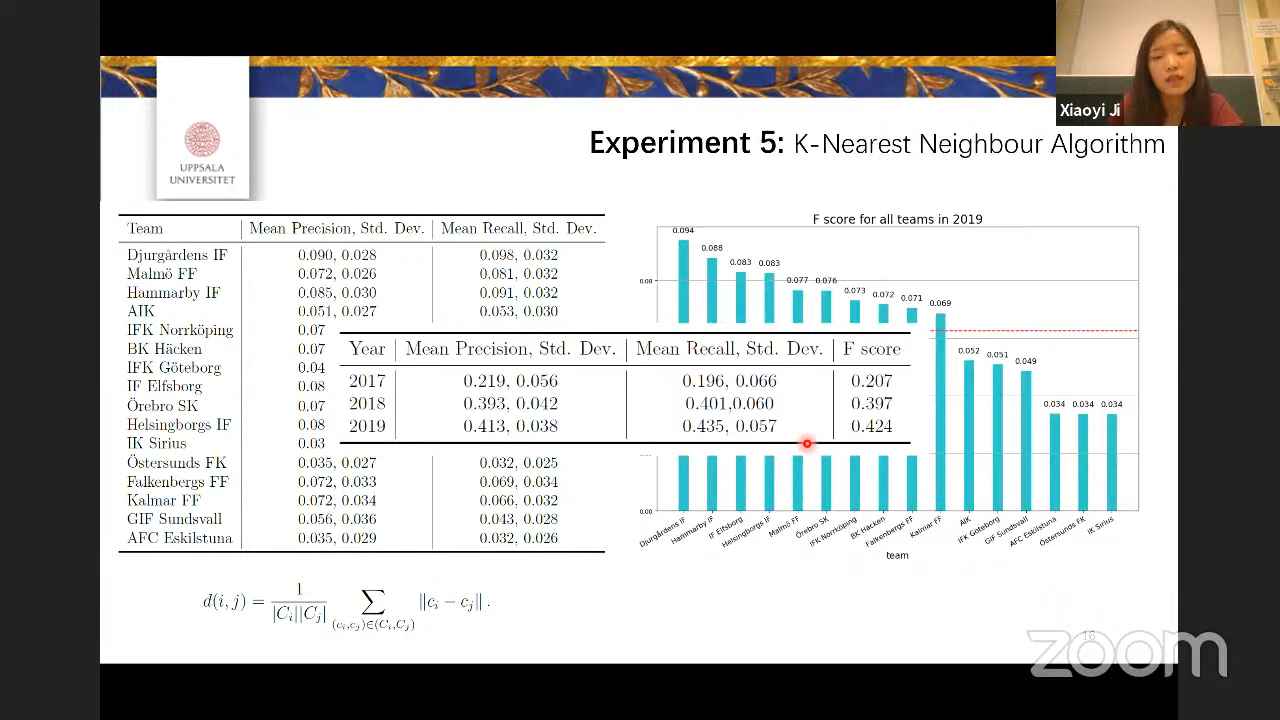 Xiaoyi Ji
Experiment 5: K-Nearest Neighbour Algorithm
UPPSALA
UNIVERSITET
Team Mean Precision, Std. Dev. Mean Recall, Std. Dev.
Djurgårdens IF 0.090, 0.028 0.098, 0.032
Malmö FF 0.072, 0.026 0.081, 0.032
Hammarby IF 0.085, 0.030 0.091, 0.032
AIK 0.051, 0.027 0.053, 0.030
IFK Norrköping 0.07
BK Häcken 0.07
IFK Göteborg 0.04
IF Elfsborg 0.08
Örebro SK 0.07
Helsingborgs IF 0.08
IK Sirius 0.03
Östersunds FK 0.035, 0.027 0.032, 0.025
Falkenbergs FF 0.072, 0.033 0.069, 0.034
Kalmar FF 0.072, 0.034 0.066, 0.032
GIF Sundsvall 0.056, 0.036 0.043, 0.028
AFC Eskilstuna 0.035, 0.029 0.032, 0.026
Year Mean Precision, Std. Dev. Mean Recall, Std. Dev. F score
2017 0.219, 0.056 0.196, 0.066 0.207
2018 0.393, 0.042 0.401,0.060 0.397
2019 0.413, 0.038 0.435, 0.057 0.424
F score for all teams in 2019
0.094 0.088 0.083 0.083 0.077 0.076 0.073 0.072 0.071 0.069 0.052 0.051 0.049 0.034 0.034 0.034
0.08
0.00
Djurgårdens IF Hammarby IF IF Elfsborg Helsingborgs IF Malmö FF Örebro SK IFK Norrköping BK Häcken Falkenbergs FF Kalmar FF AIK IFK Göteborg GIF Sundsvall AFC Eskilstuna Östersunds FK IK Sirius
team
d(i, j) = 1 / |C_i||C_j| ∑ (c_i,c_j)∈(C_i,C_j) ‖c_i − c_j‖ .
16
zoom